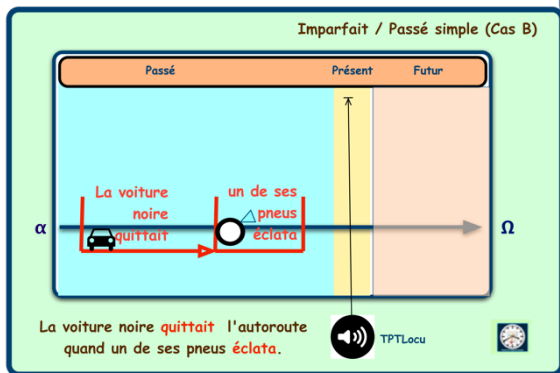 Imparfait / Passé simple (Cas B)
Passé Présent Futur
La voiture noire quittait
un de ses pneus éclata
α Ω
La voiture noire quittait l'autoroute
quand un de ses pneus éclata.
TPTLocu